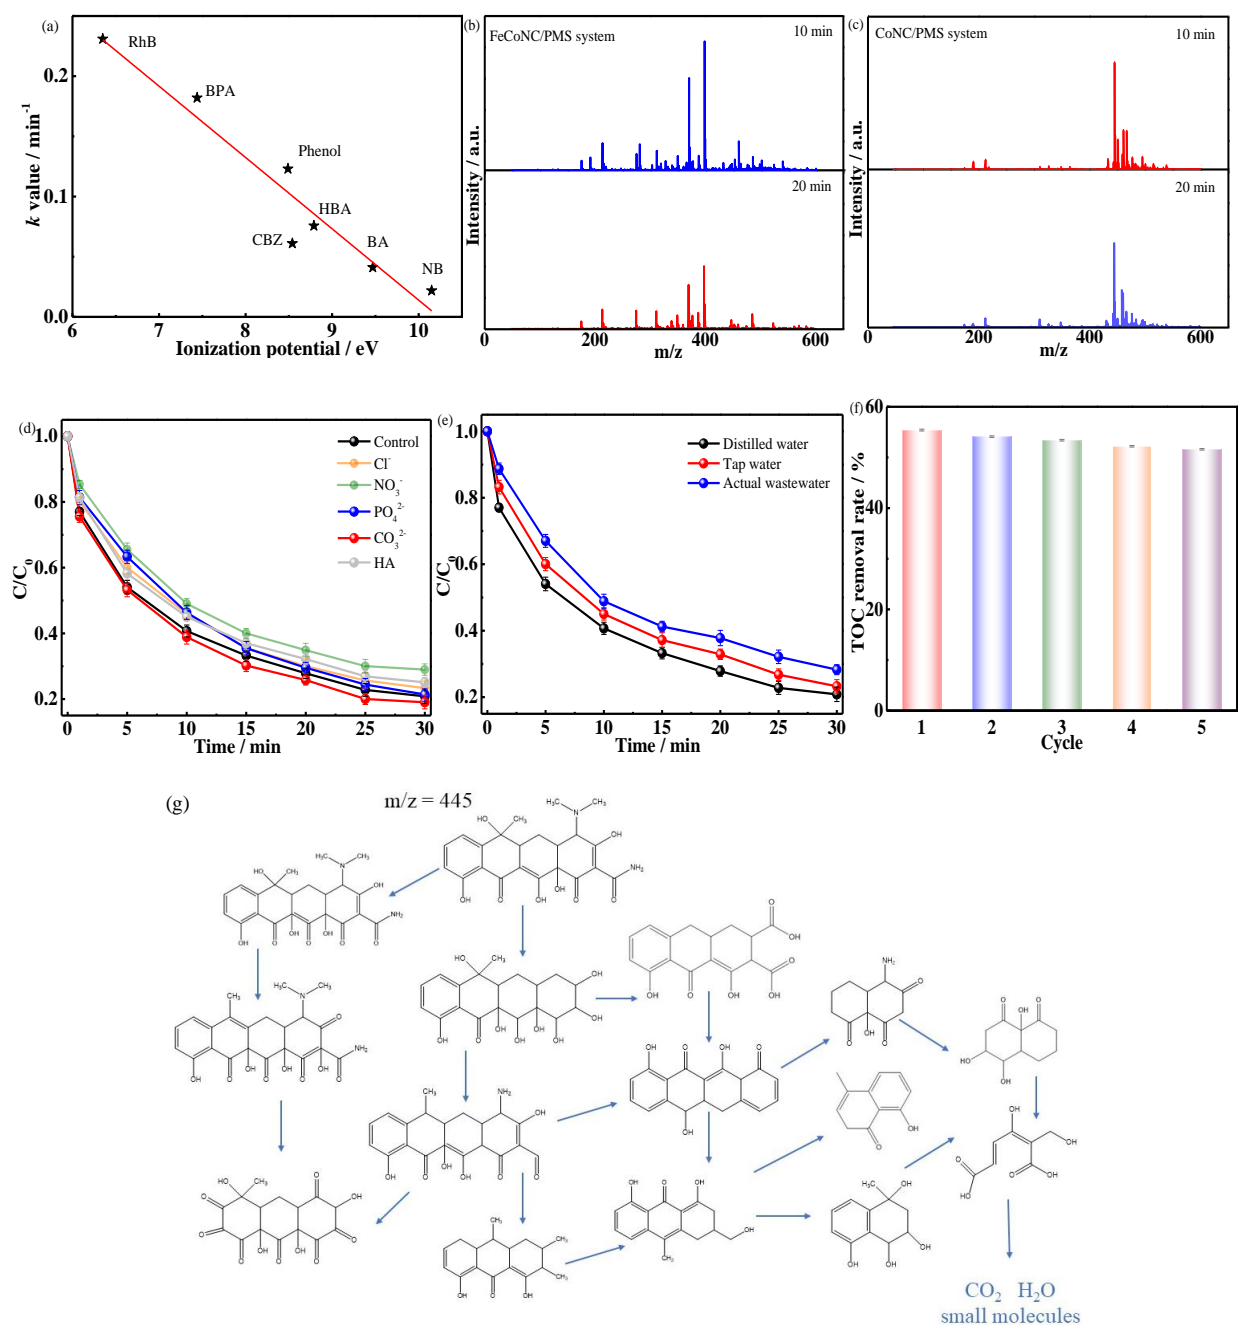 (a)
RhB
BPA
Phenol
HBA
CBZ
BA
NB
0.2
0.1
0.0
k value / min⁻¹
6 7 8 9 10
Ionization potential / eV
(b)
FeCoNC/PMS system
10 min
20 min
Intensity / a.u.
0 200 400 600
m/z
(c)
CoNC/PMS system
10 min
20 min
Intensity / a.u.
0 200 400 600
m/z
(d)
Control
Cl⁻
NO₃⁻
PO₄²⁻
CO₃²⁻
HA
1.0
0.8
0.6
0.4
0.2
C/C₀
0 5 10 15 20 25 30
Time / min
(e)
Distilled water
Tap water
Actual wastewater
1.0
0.8
0.6
0.4
0.2
C/C₀
0 5 10 15 20 25 30
Time / min
(f)
60
40
20
0
TOC removal rate / %
1 2 3 4 5
Cycle
(g)
m/z = 445
CO₂ H₂O
small molecules